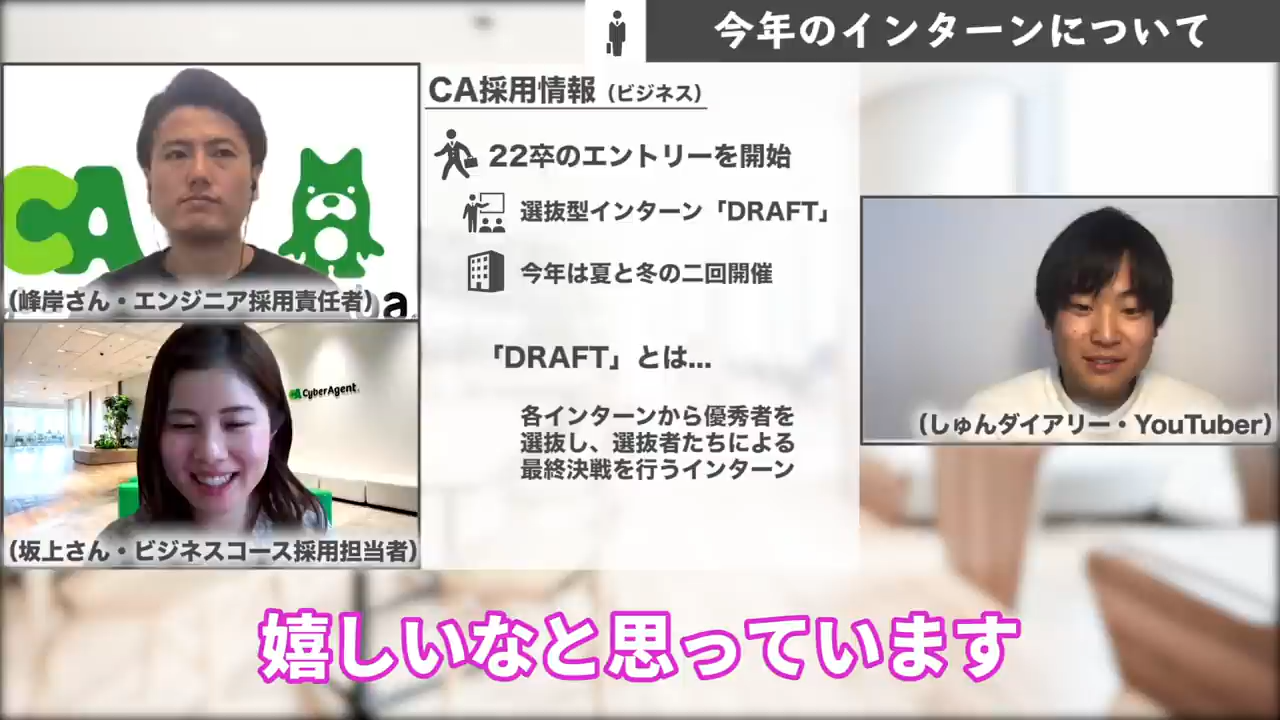 今年のインターンについて
CA採用情報（ビジネス）
22卒のエントリーを開始
選抜型インターン「DRAFT」
今年は夏と冬の二回開催
「DRAFT」とは...
各インターンから優秀者を
選抜し、選抜者たちによる
最終決戦を行うインターン
CA
a
（峰岸さん・エンジニア採用責任者）
CyberAgent
（坂上さん・ビジネスコース採用担当者）
（しゅんダイアリー・YouTuber）
嬉しいなと思っています